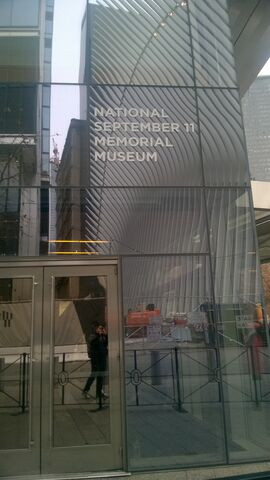 NATIONAL
SEPTEMBER 11
MEMORIAL
MUSEUM